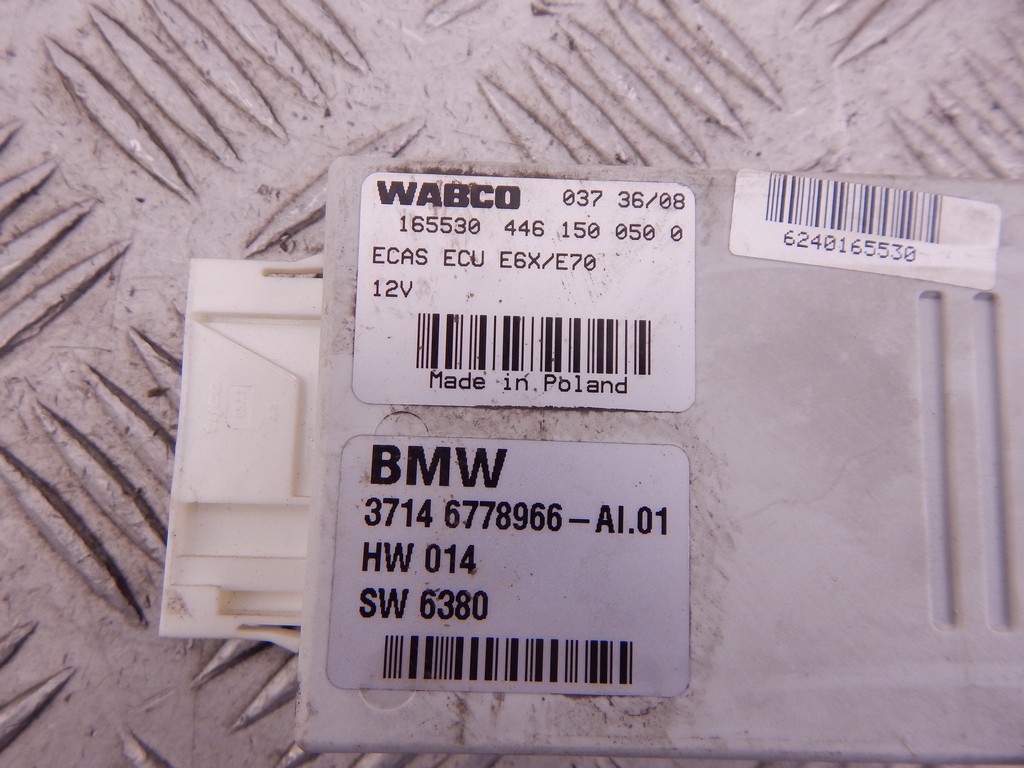 WABCO 037 36/08
165530 446 150 050 0
ECAS ECU E6X/E70
12V
Made in Poland
6240165530
BMW
3714 6778966-AI.01
HW 014
SW 6380